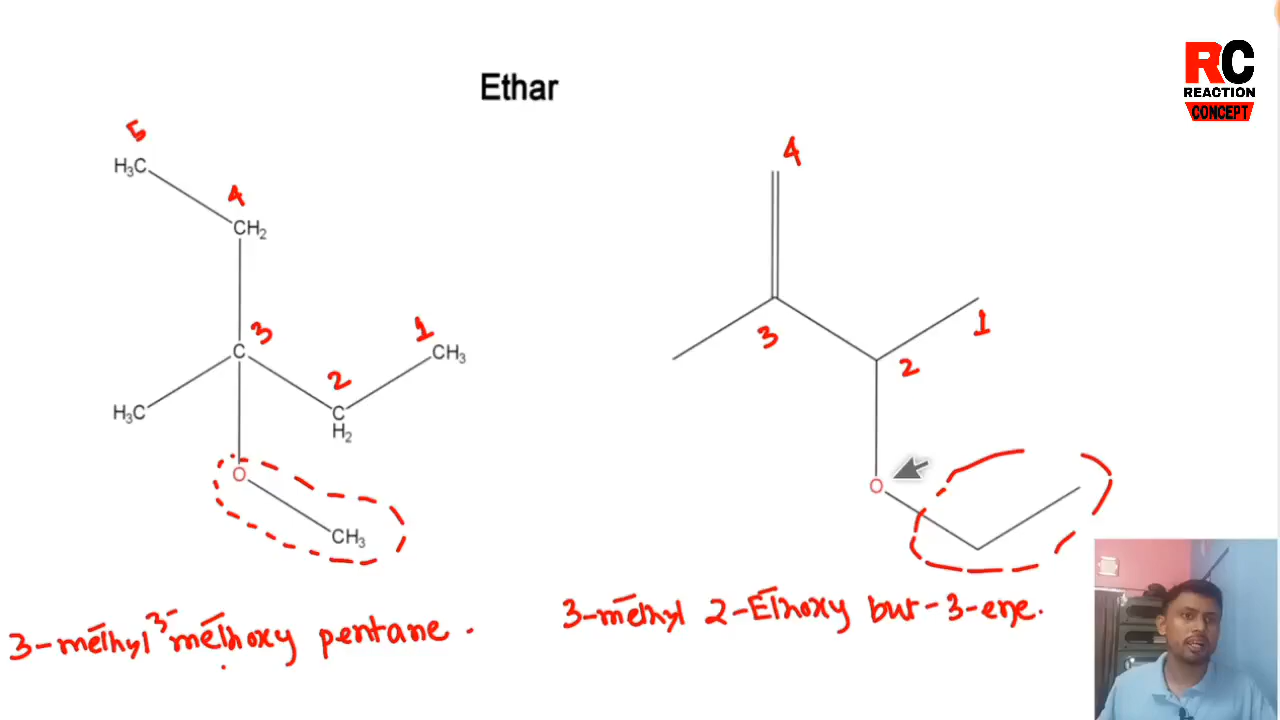 Ethar
RC
REACTION
CONCEPT
5
H3C
4
CH2
3
C
1
CH3
2
C
H2
H3C
O
CH3
3-methyl 3-methoxy pentane.
4
3
1
2
O
3-methyl 2-Ethoxy but-3-ene.